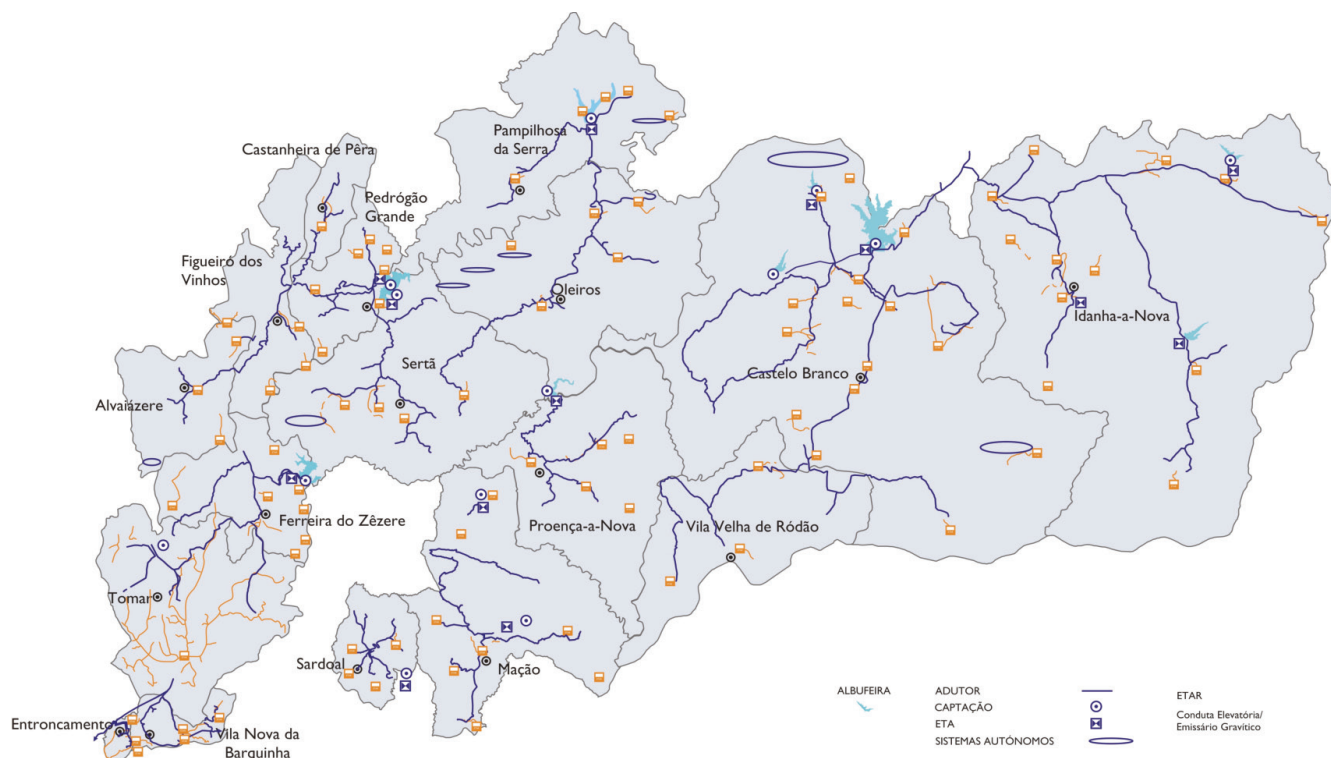 Pampilhosa
da Serra
Castanheira de Pêra
Pedrógão
Grande
Figueiró dos
Vinhos
Oleiros
Idanha-a-Nova
Sertã
Castelo Branco
Alvaiázere
Ferreira do Zêzere
Proença-a-Nova
Vila Velha de Ródão
Tomar
Sardoal
Mação
Entroncamento
Vila Nova da
Barquinha
ALBUFEIRA
ADUTOR
CAPTAÇÃO
ETA
SISTEMAS AUTÓNOMOS
ETAR
Conduta Elevatória/
Emissário Gravítico